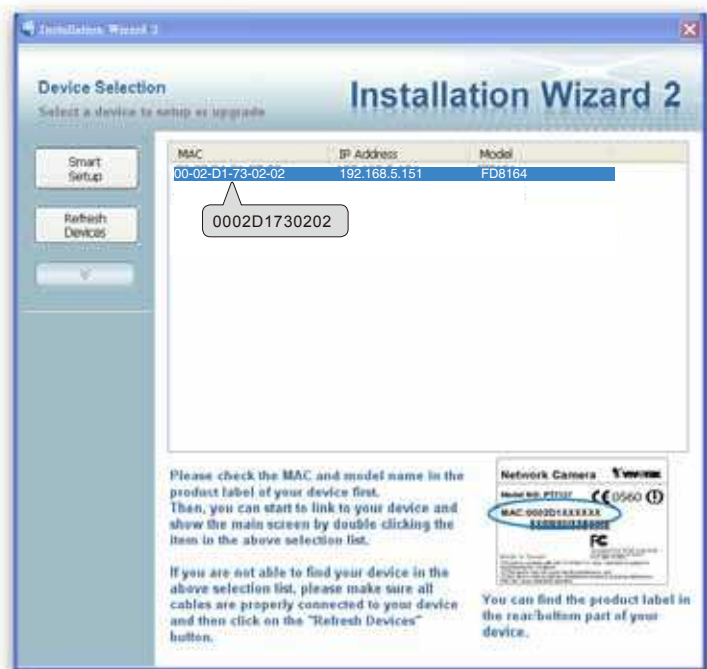 Installation Wizard 2
Device Selection
Select a device to setup or upgrade
Installation Wizard 2
Smart
Setup
Refresh
Devices
MAC IP Address Model
00-02-D1-73-02-02 192.168.5.151 FD8164
0002D1730202
Please check the MAC and model name in the
product label of your device first.
Then, you can start to link to your device and
show the main screen by double clicking the
item in the above selection list.
If you are not able to find your device in the
above selection list, please make sure all
cables are properly connected to your device
and then click on the "Refresh Devices"
button.
Network Camera VIVOTEK
0560
MAC:0002D1XXXXXX
FC
You can find the product label in
the rear/bottom part of your
device.